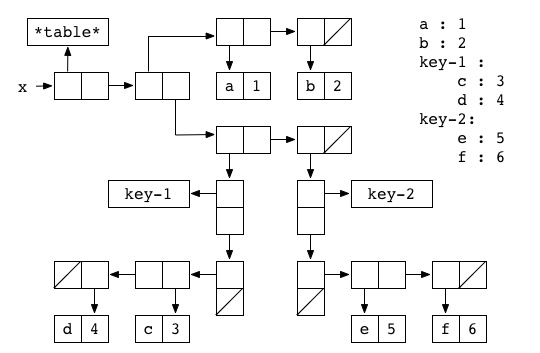 *table*
x
a 1
b 2
key-1
key-2
d 4
c 3
e 5
f 6
a : 1
b : 2
key-1 :
c : 3
d : 4
key-2:
e : 5
f : 6